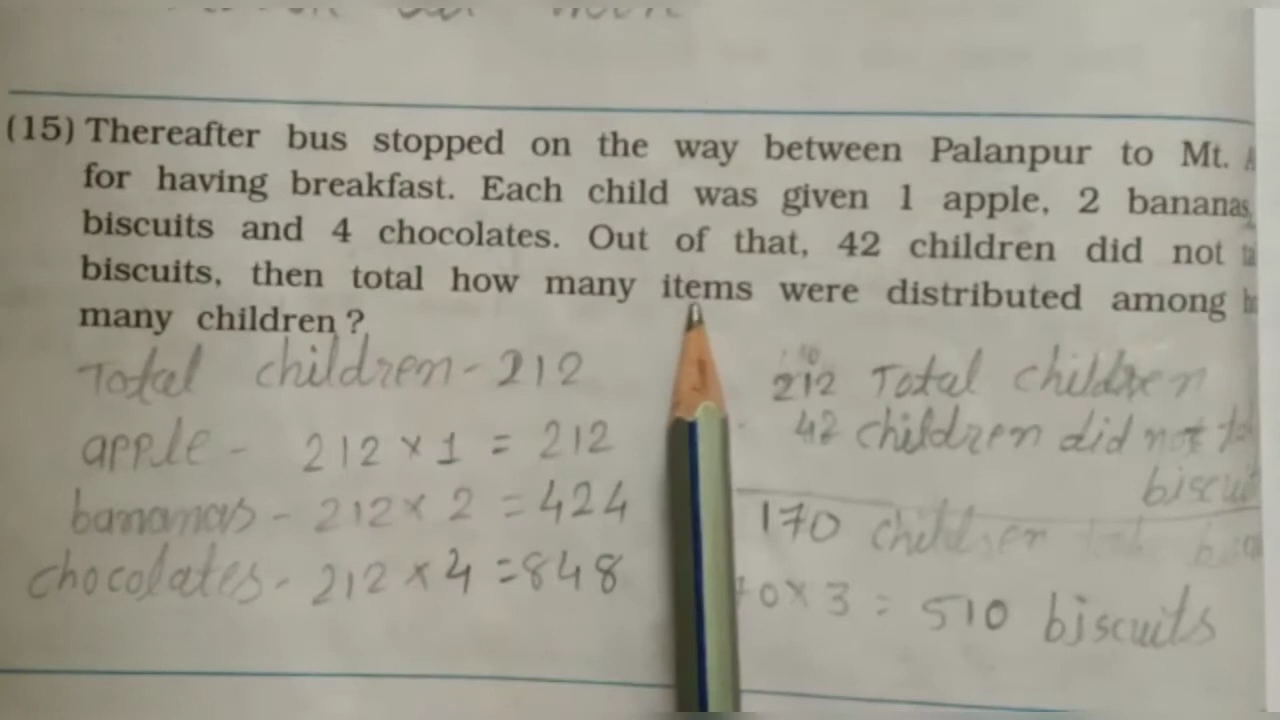 (15) Thereafter bus stopped on the way between Palanpur to Mt.
for having breakfast. Each child was given 1 apple, 2 bananas,
biscuits and 4 chocolates. Out of that, 42 children did not
biscuits, then total how many items were distributed among
many children ?
Total children - 212
apple - 212 × 1 = 212
bananas - 212 × 2 = 424
chocolates - 212 × 4 = 848
212 Total children
42 children did not
170 children
0 × 3 = 510 biscuits